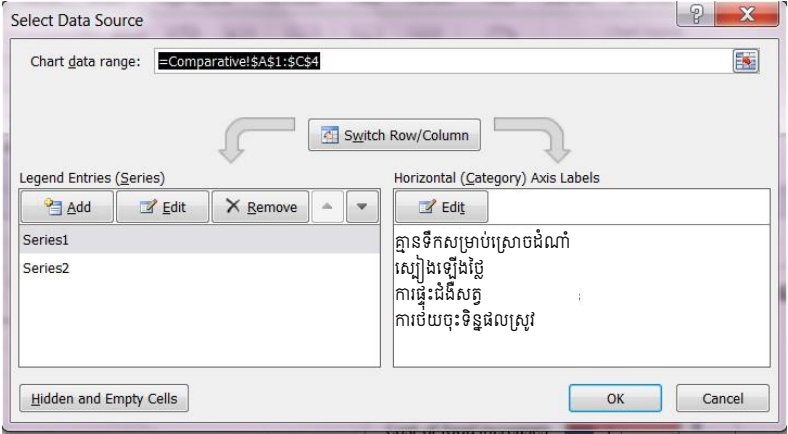 Select Data Source
Chart data range: =Comparative!$A$1:$C$4
Switch Row/Column
Legend Entries (Series)
Horizontal (Category) Axis Labels
Add Edit Remove
Edit
Series1
Series2
គ្មានទឹកសម្រាប់ស្រោចដំណាំ
ស្បៀងឡើងថ្លៃ
ការផ្ទុះជំងឺសត្វ
ការថយចុះទិន្នផលស្រូវ
Hidden and Empty Cells
OK Cancel